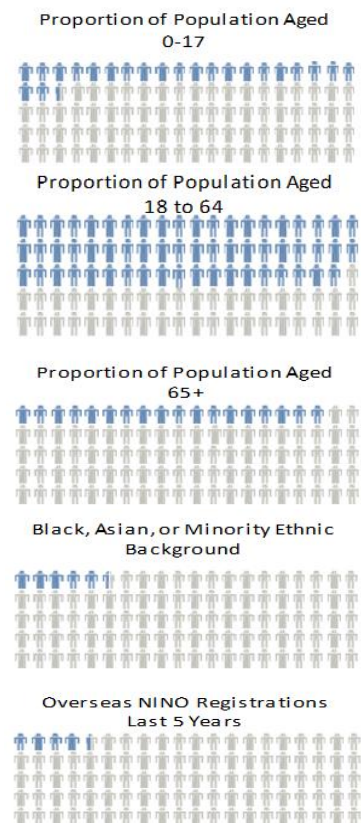 Proportion of Population Aged
0-17
Proportion of Population Aged
18 to 64
Proportion of Population Aged
65+
Black, Asian, or Minority Ethnic
Background
Overseas NINO Registrations
Last 5 Years